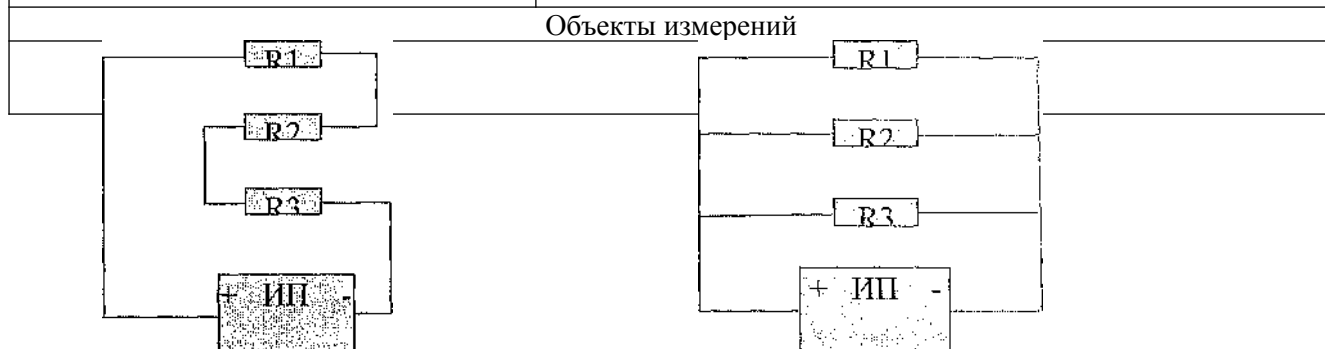 Объекты измерений
R1 R1
R2 R2
R3 R3
+ ИП - + ИП -